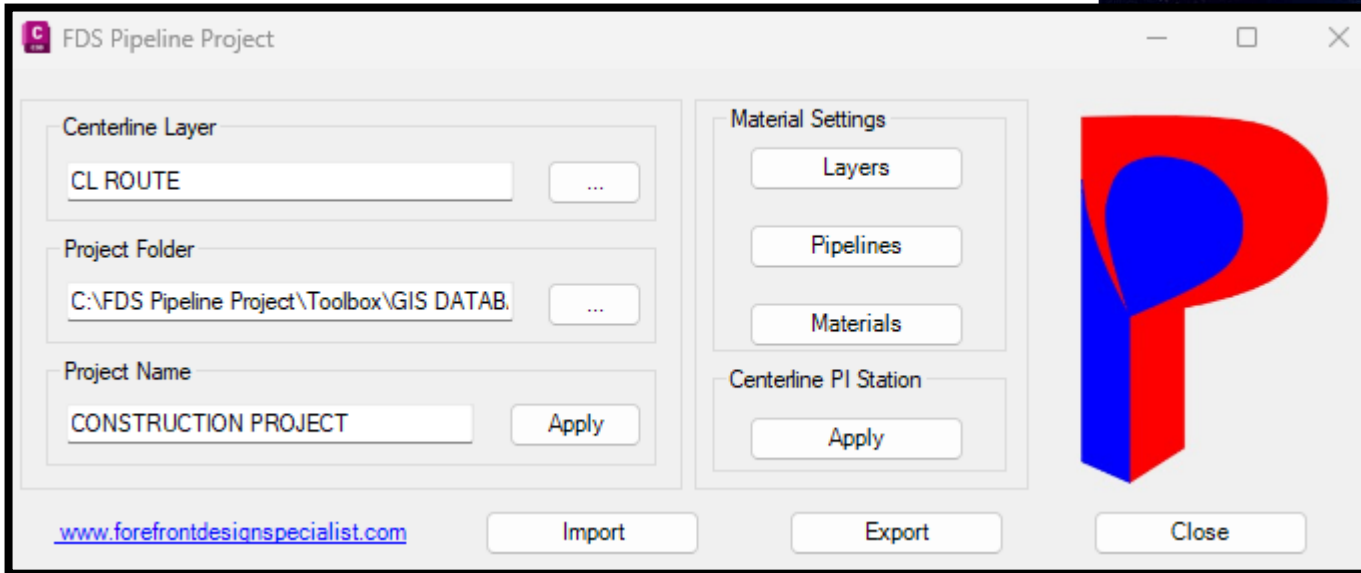 FDS Pipeline Project
Centerline Layer
CL ROUTE
...
Project Folder
C:\FDS Pipeline Project\Toolbox\GIS DATAB
...
Project Name
CONSTRUCTION PROJECT
Apply
Material Settings
Layers
Pipelines
Materials
Centerline PI Station
Apply
www.forefrontdesignspecialist.com
Import
Export
Close